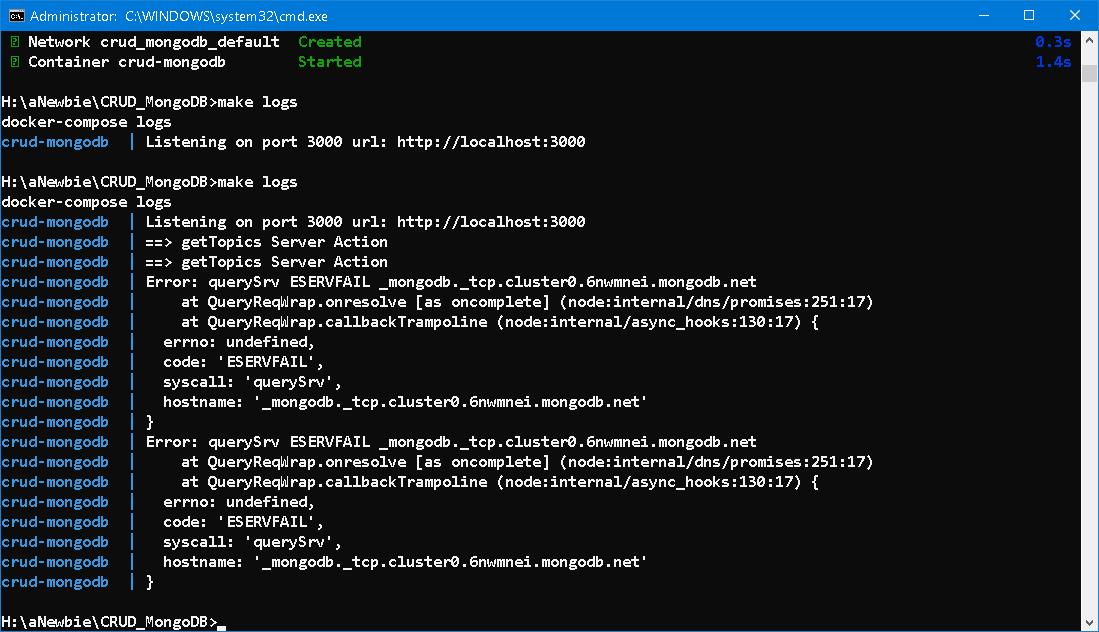 Administrator: C:\WINDOWS\system32\cmd.exe
Network crud_mongodb_default Created 0.3s
Container crud-mongodb Started 1.4s
H:\aNewbie\CRUD_MongoDB>make logs
docker-compose logs
crud-mongodb | Listening on port 3000 url: http://localhost:3000
H:\aNewbie\CRUD_MongoDB>make logs
docker-compose logs
crud-mongodb | Listening on port 3000 url: http://localhost:3000
crud-mongodb | ==> getTopics Server Action
crud-mongodb | ==> getTopics Server Action
crud-mongodb | Error: querySrv ESERVFAIL _mongodb._tcp.cluster0.6nwmnei.mongodb.net
crud-mongodb |     at QueryReqWrap.onresolve [as oncomplete] (node:internal/dns/promises:251:17)
crud-mongodb |     at QueryReqWrap.callbackTrampoline (node:internal/async_hooks:130:17) {
crud-mongodb |   errno: undefined,
crud-mongodb |   code: 'ESERVFAIL',
crud-mongodb |   syscall: 'querySrv',
crud-mongodb |   hostname: '_mongodb._tcp.cluster0.6nwmnei.mongodb.net'
crud-mongodb | }
crud-mongodb | Error: querySrv ESERVFAIL _mongodb._tcp.cluster0.6nwmnei.mongodb.net
crud-mongodb |     at QueryReqWrap.onresolve [as oncomplete] (node:internal/dns/promises:251:17)
crud-mongodb |     at QueryReqWrap.callbackTrampoline (node:internal/async_hooks:130:17) {
crud-mongodb |   errno: undefined,
crud-mongodb |   code: 'ESERVFAIL',
crud-mongodb |   syscall: 'querySrv',
crud-mongodb |   hostname: '_mongodb._tcp.cluster0.6nwmnei.mongodb.net'
crud-mongodb | }
H:\aNewbie\CRUD_MongoDB>